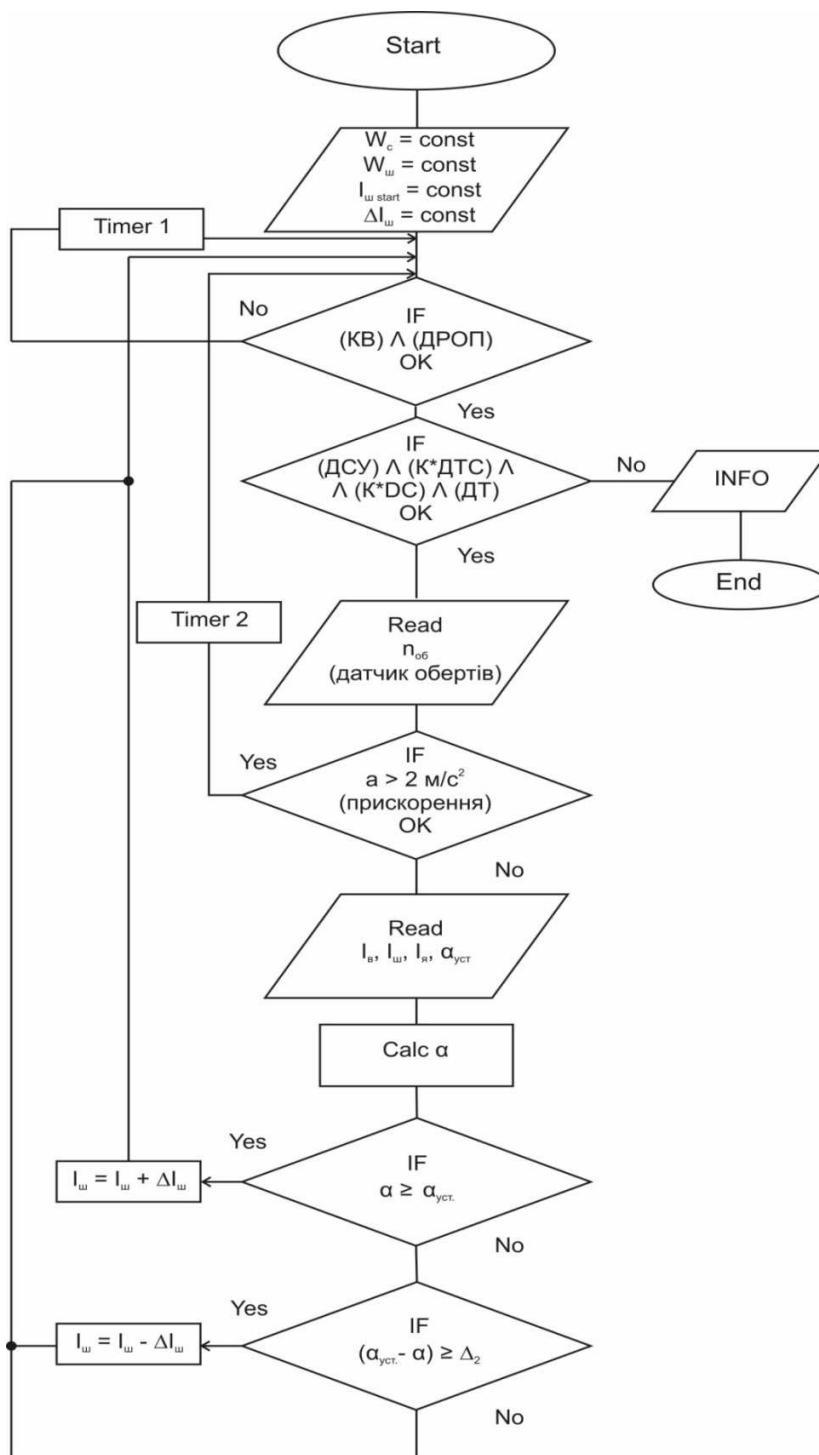 Start
W_с = const
W_ш = const
I_ш start = const
ΔI_ш = const
Timer 1
No
IF
(КВ) Λ (ДРОП)
OK
Yes
IF
(ДСУ) Λ (К*ДТС) Λ
Λ (К*DC) Λ (ДТ)
OK
No
INFO
Yes
End
Timer 2
Read
n_об
(датчик обертів)
Yes
IF
a > 2 м/с²
(прискорення)
OK
No
Read
I_в, I_ш, I_я, α_уст
Calc α
Yes
IF
α ≥ α_уст.
I_ш = I_ш + ΔI_ш
No
Yes
IF
(α_уст.- α) ≥ Δ₂
I_ш = I_ш - ΔI_ш
No